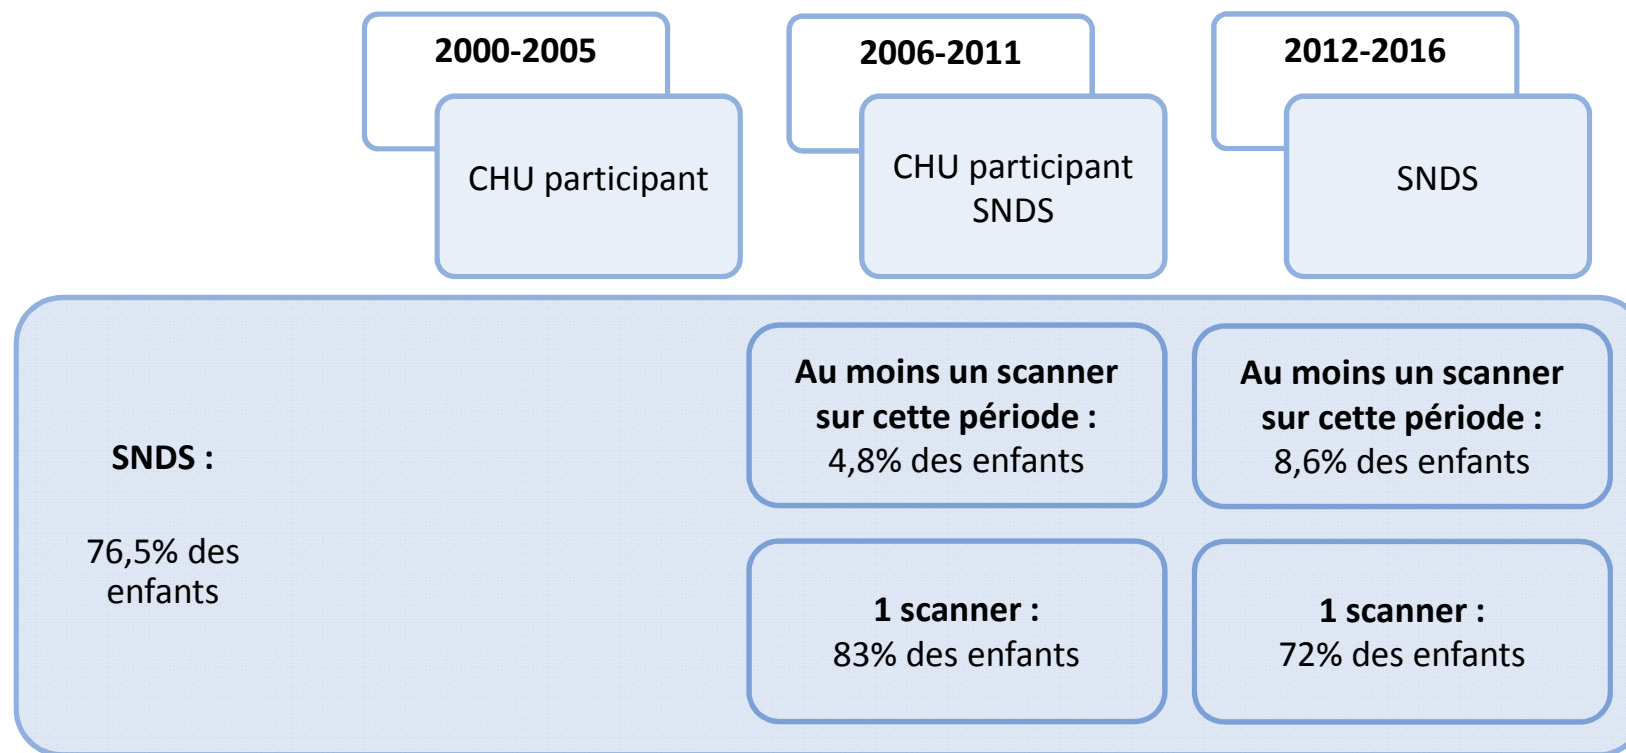 2000-2005
CHU participant
2006-2011
CHU participant
SNDS
2012-2016
SNDS
SNDS :
76,5% des
enfants
Au moins un scanner
sur cette période :
4,8% des enfants
Au moins un scanner
sur cette période :
8,6% des enfants
1 scanner :
83% des enfants
1 scanner :
72% des enfants